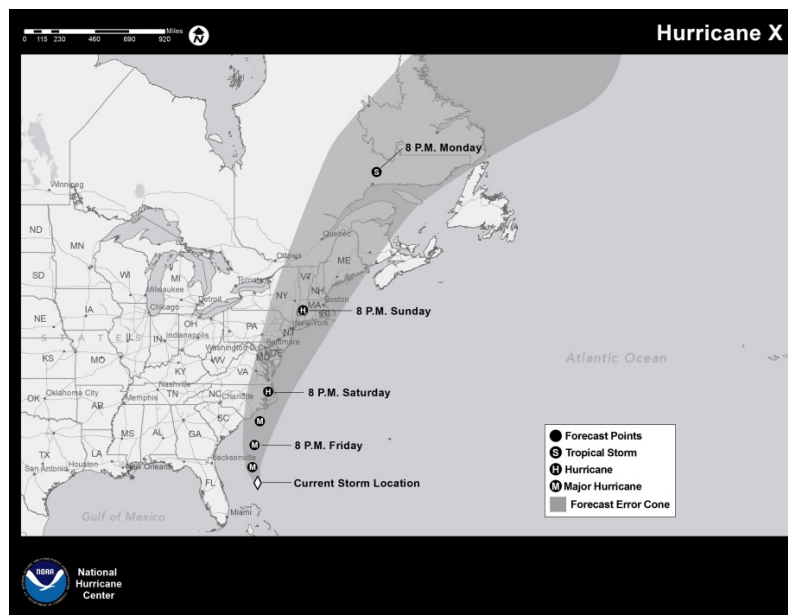 Miles
0 115 230 460 690 920
N
Hurricane X
8 P.M. Monday
S
Winnipeg
ND
MN
Québec
Ottawa
ME
SD
WI
MI
VT
NH
Toronto
Milwaukee
NY
MA
Boston
RI
Detroit
Chicago
H
8 P.M. Sunday
IA
New York
NE
OH
PA
NJ
STATES
IL
IN
Indianapolis
Baltimore
Washington D.C.
MD
DE
KS
MO
WV
Atlantic Ocean
KY
VA
Nashville
H
8 P.M. Saturday
Oklahoma City
OK
TN
NC
Charlotte
Memphis
AR
SC
M
MS
AL
GA
M
8 P.M. Friday
TX
LA
Jacksonville
Houston
New Orleans
San Antonio
M
FL
Current Storm Location
Miami
Gulf of Mexico
Forecast Points
S Tropical Storm
H Hurricane
M Major Hurricane
Forecast Error Cone
NOAA
National
Hurricane
Center